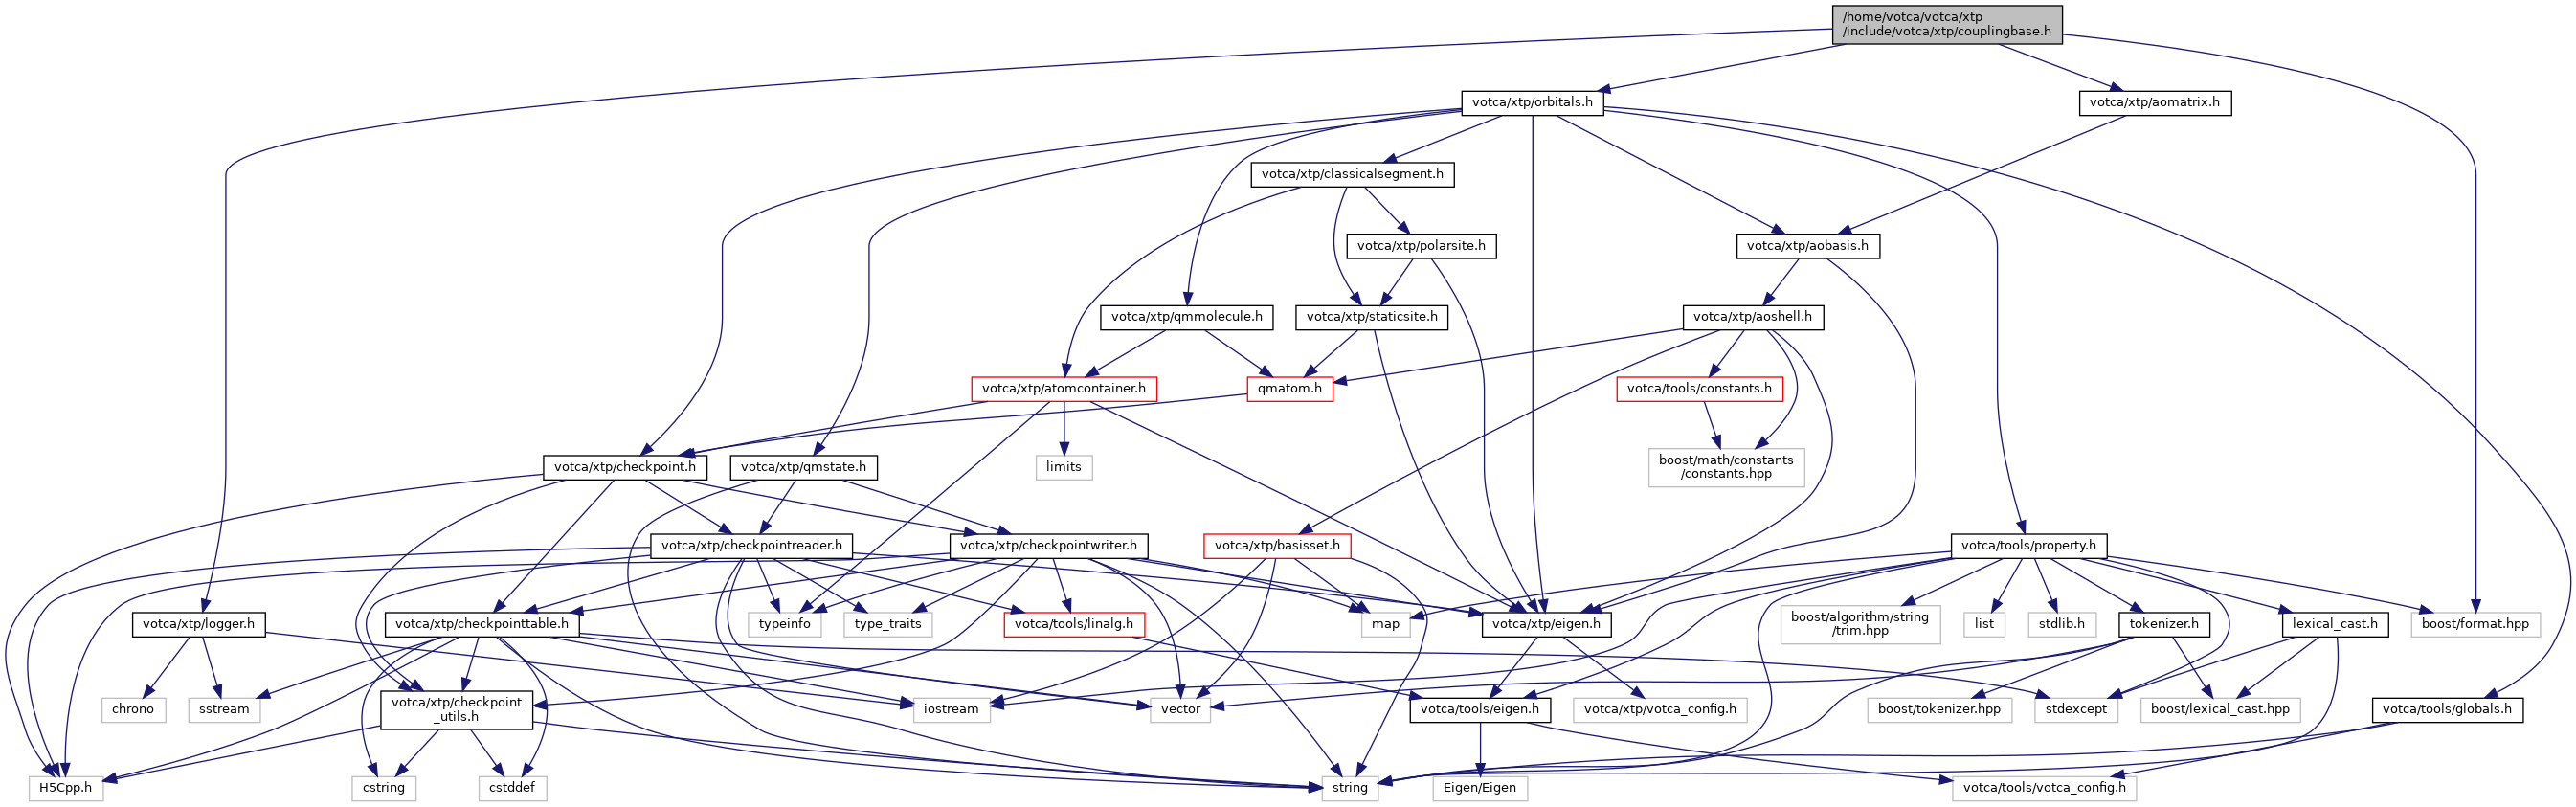 /home/votca/votca/xtp
/include/votca/xtp/couplingbase.h
votca/xtp/orbitals.h
votca/xtp/aomatrix.h
votca/xtp/classicalsegment.h
votca/xtp/polarsite.h
votca/xtp/aobasis.h
votca/xtp/qmmolecule.h
votca/xtp/staticsite.h
votca/xtp/aoshell.h
votca/xtp/atomcontainer.h
qmatom.h
votca/tools/constants.h
votca/xtp/checkpoint.h
votca/xtp/qmstate.h
limits
boost/math/constants
/constants.hpp
votca/xtp/checkpointreader.h
votca/xtp/checkpointwriter.h
votca/xtp/basisset.h
votca/tools/property.h
votca/xtp/logger.h
votca/xtp/checkpointtable.h
typeinfo
type_traits
votca/tools/linalg.h
map
votca/xtp/eigen.h
boost/algorithm/string
/trim.hpp
list
stdlib.h
tokenizer.h
lexical_cast.h
boost/format.hpp
chrono
sstream
votca/xtp/checkpoint
_utils.h
iostream
vector
votca/tools/eigen.h
votca/xtp/votca_config.h
boost/tokenizer.hpp
stdexcept
boost/lexical_cast.hpp
votca/tools/globals.h
H5Cpp.h
cstring
cstddef
string
Eigen/Eigen
votca/tools/votca_config.h